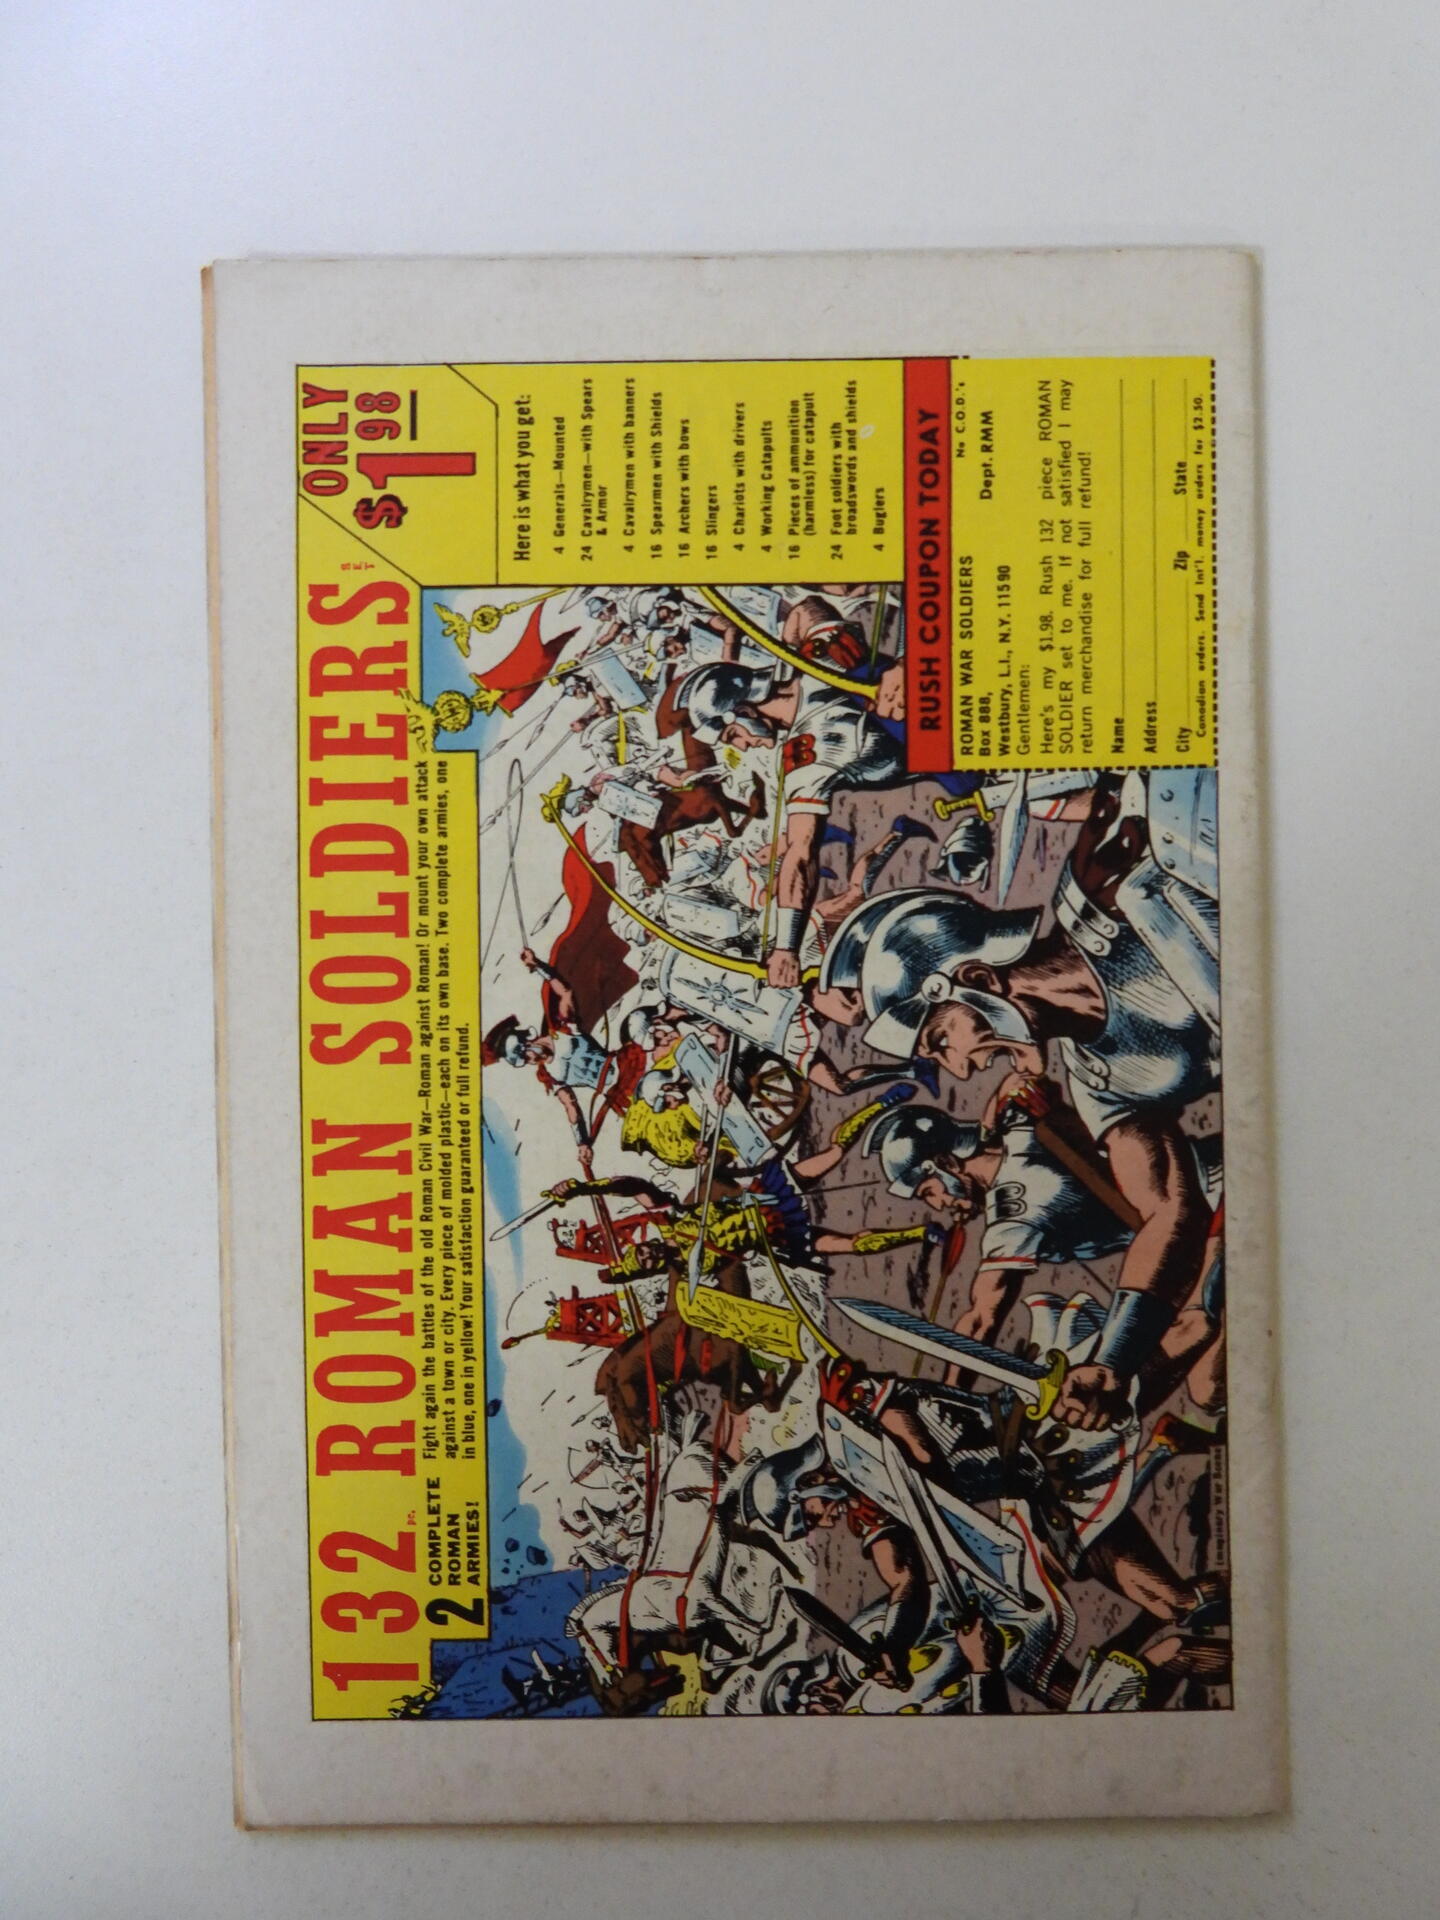 132 pc. ROMAN SOLDIERS SET
ONLY
$1 98
2 COMPLETE
ROMAN
ARMIES!
Fight again the battles of the old Roman Civil War—Roman against Roman! Or mount your own attack
against a town or city. Every piece of molded plastic—each on its own base. Two complete armies, one
in blue, one in yellow! Your satisfaction guaranteed or full refund.
Here is what you get:
4 Generals—Mounted
24 Cavalrymen—with Spears
& Armor
4 Cavalrymen with banners
16 Spearmen with Shields
16 Archers with bows
16 Slingers
4 Chariots with drivers
4 Working Catapults
16 Pieces of ammunition
(harmless) for catapult
24 Foot soldiers with
broadswords and shields
4 Buglers
RUSH COUPON TODAY
No C.O.D.'s
ROMAN WAR SOLDIERS
Box 888, Dept. RMM
Westbury, L.I., N.Y. 11590
Gentlemen:
Here's my $1.98. Rush 132 piece ROMAN
SOLDIER set to me. If not satisfied I may
return merchandise for full refund!
Name
Address
City Zip State
Canadian orders. Send Int'l. money orders for $2.50.